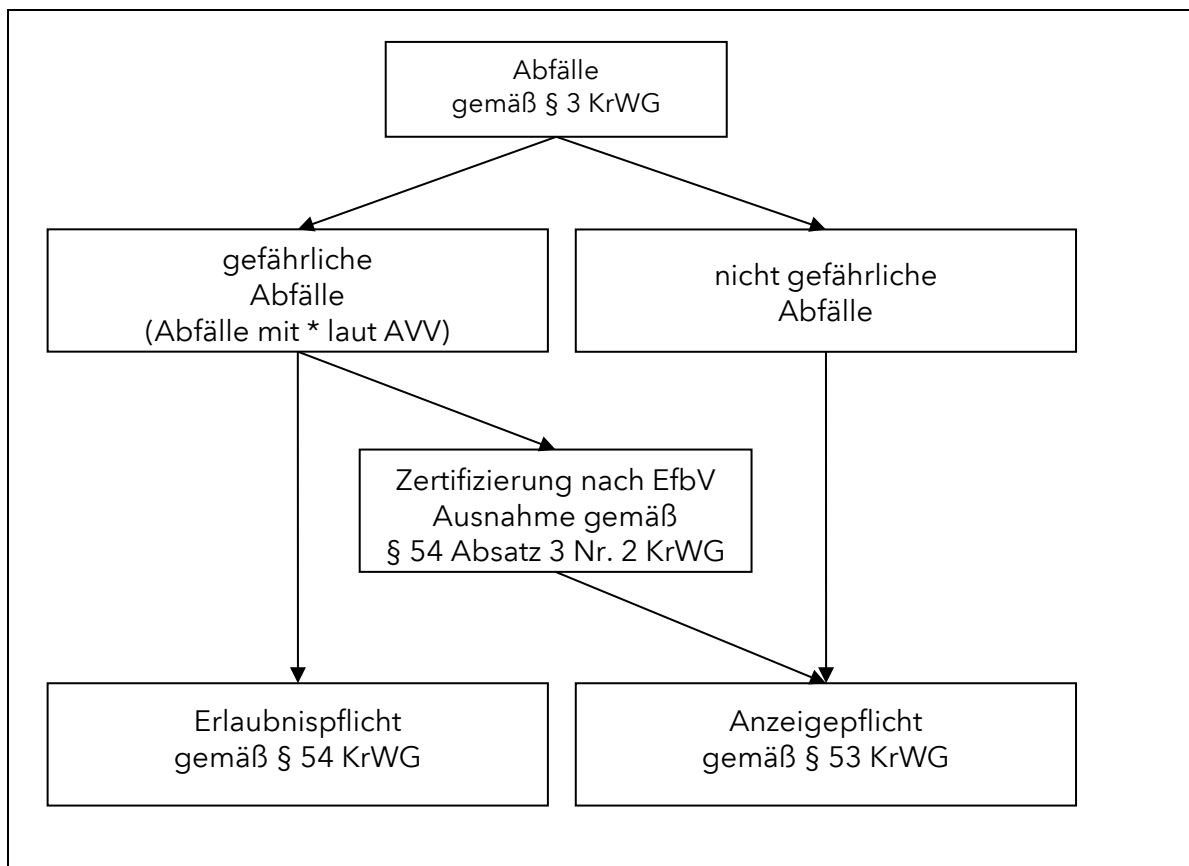 Abfälle
gemäß § 3 KrWG
gefährliche
Abfälle
(Abfälle mit * laut AVV)
nicht gefährliche
Abfälle
Zertifizierung nach EfbV
Ausnahme gemäß
§ 54 Absatz 3 Nr. 2 KrWG
Erlaubnispflicht
gemäß § 54 KrWG
Anzeigepflicht
gemäß § 53 KrWG